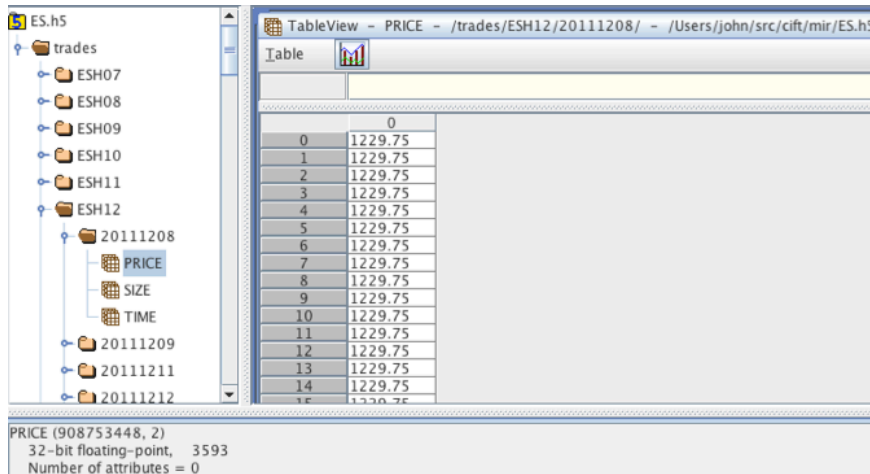 ES.h5
trades
ESH07
ESH08
ESH09
ESH10
ESH11
ESH12
20111208
PRICE
SIZE
TIME
20111209
20111211
20111212
TableView - PRICE - /trades/ESH12/20111208/ - /Users/john/src/cift/mir/ES.h5
Table
0
0 1229.75
1 1229.75
2 1229.75
3 1229.75
4 1229.75
5 1229.75
6 1229.75
7 1229.75
8 1229.75
9 1229.75
10 1229.75
11 1229.75
12 1229.75
13 1229.75
14 1229.75
15 1229.75
PRICE (908753448, 2)
32-bit floating-point, 3593
Number of attributes = 0